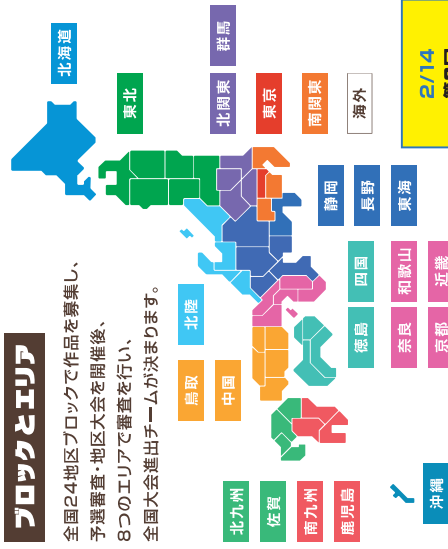 ブロックとエリア
全国24地区ブロックで作品を募集し、
予選審査・地区大会を開催後、
8つのエリアで審査を行い、
全国大会進出チームが決まります。
北海道
東北
群馬
北関東
東京
南関東
海外
静岡
長野
東海
北陸
四国
徳島
和歌山
奈良
近畿
京都
鳥取
中国
北九州
佐賀
南九州
鹿児島
沖縄
2/14